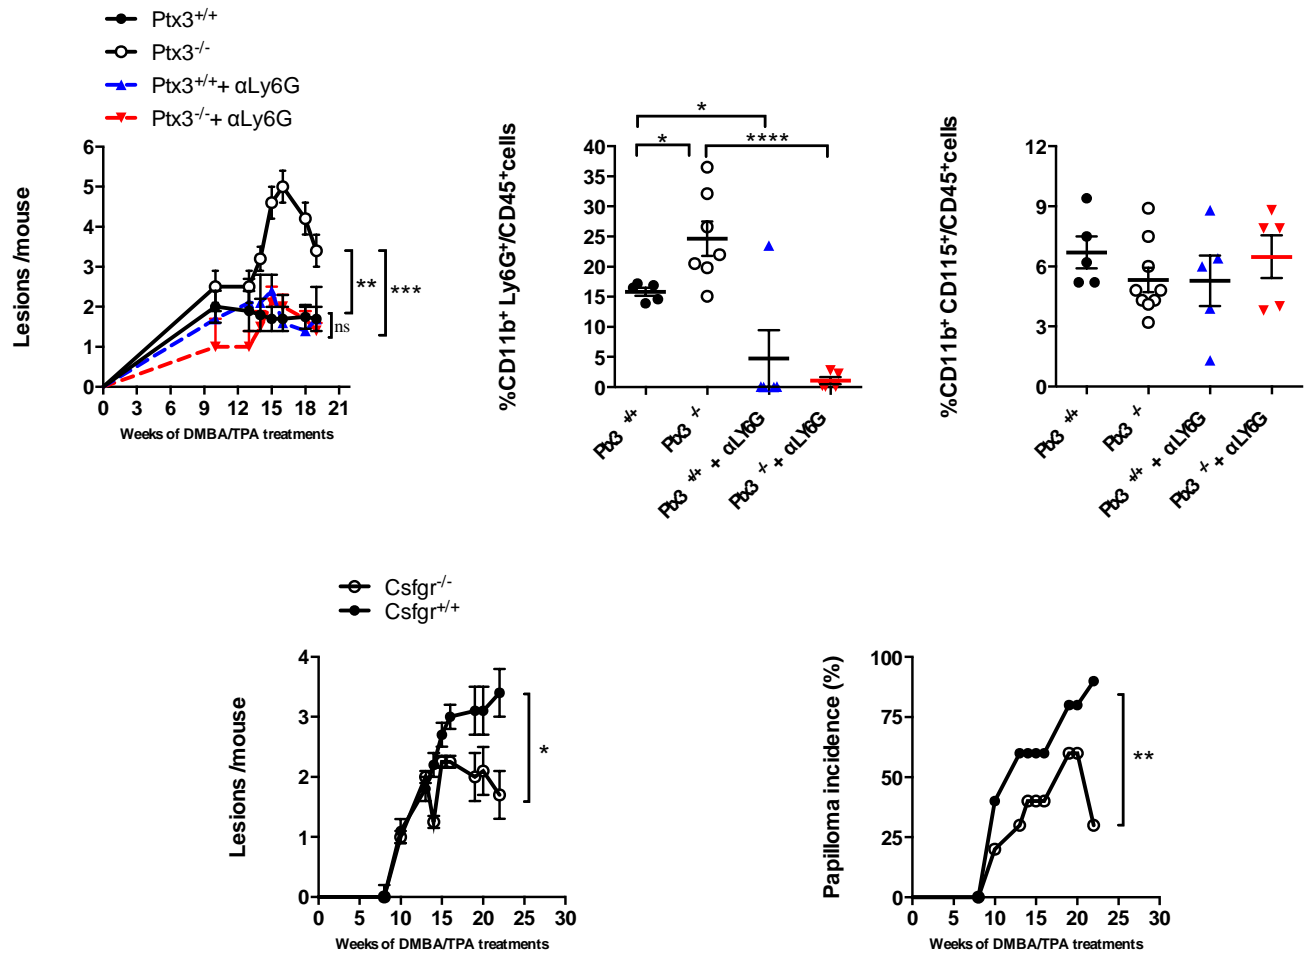 Ptx3+/+
Ptx3-/-
Ptx3+/+ + αLy6G
Ptx3-/- + αLy6G
Lesions /mouse
6
5
4
3
2
1
0
0 3 6 9 12 15 18 21
Weeks of DMBA/TPA treatments
** *** ns
%CD11b+ Ly6G+/CD45+cells
40
35
30
25
20
15
10
5
0
*
* ****
Ptx3 +/+
Ptx3 -/-
Ptx3 +/+ + αLY6G
Ptx3 -/- + αLY6G
%CD11b+ CD115+/CD45+cells
12
9
6
3
0
Ptx3 +/+
Ptx3 -/-
Ptx3 +/+ + αLY6G
Ptx3 -/- + αLY6G
Csfgr-/-
Csfgr+/+
Lesions /mouse
4
3
2
1
0
0 5 10 15 20 25 30
Weeks of DMBA/TPA treatments
*
Papilloma incidence (%)
100
75
50
25
0
0 5 10 15 20 25 30
Weeks of DMBA/TPA treatments
**